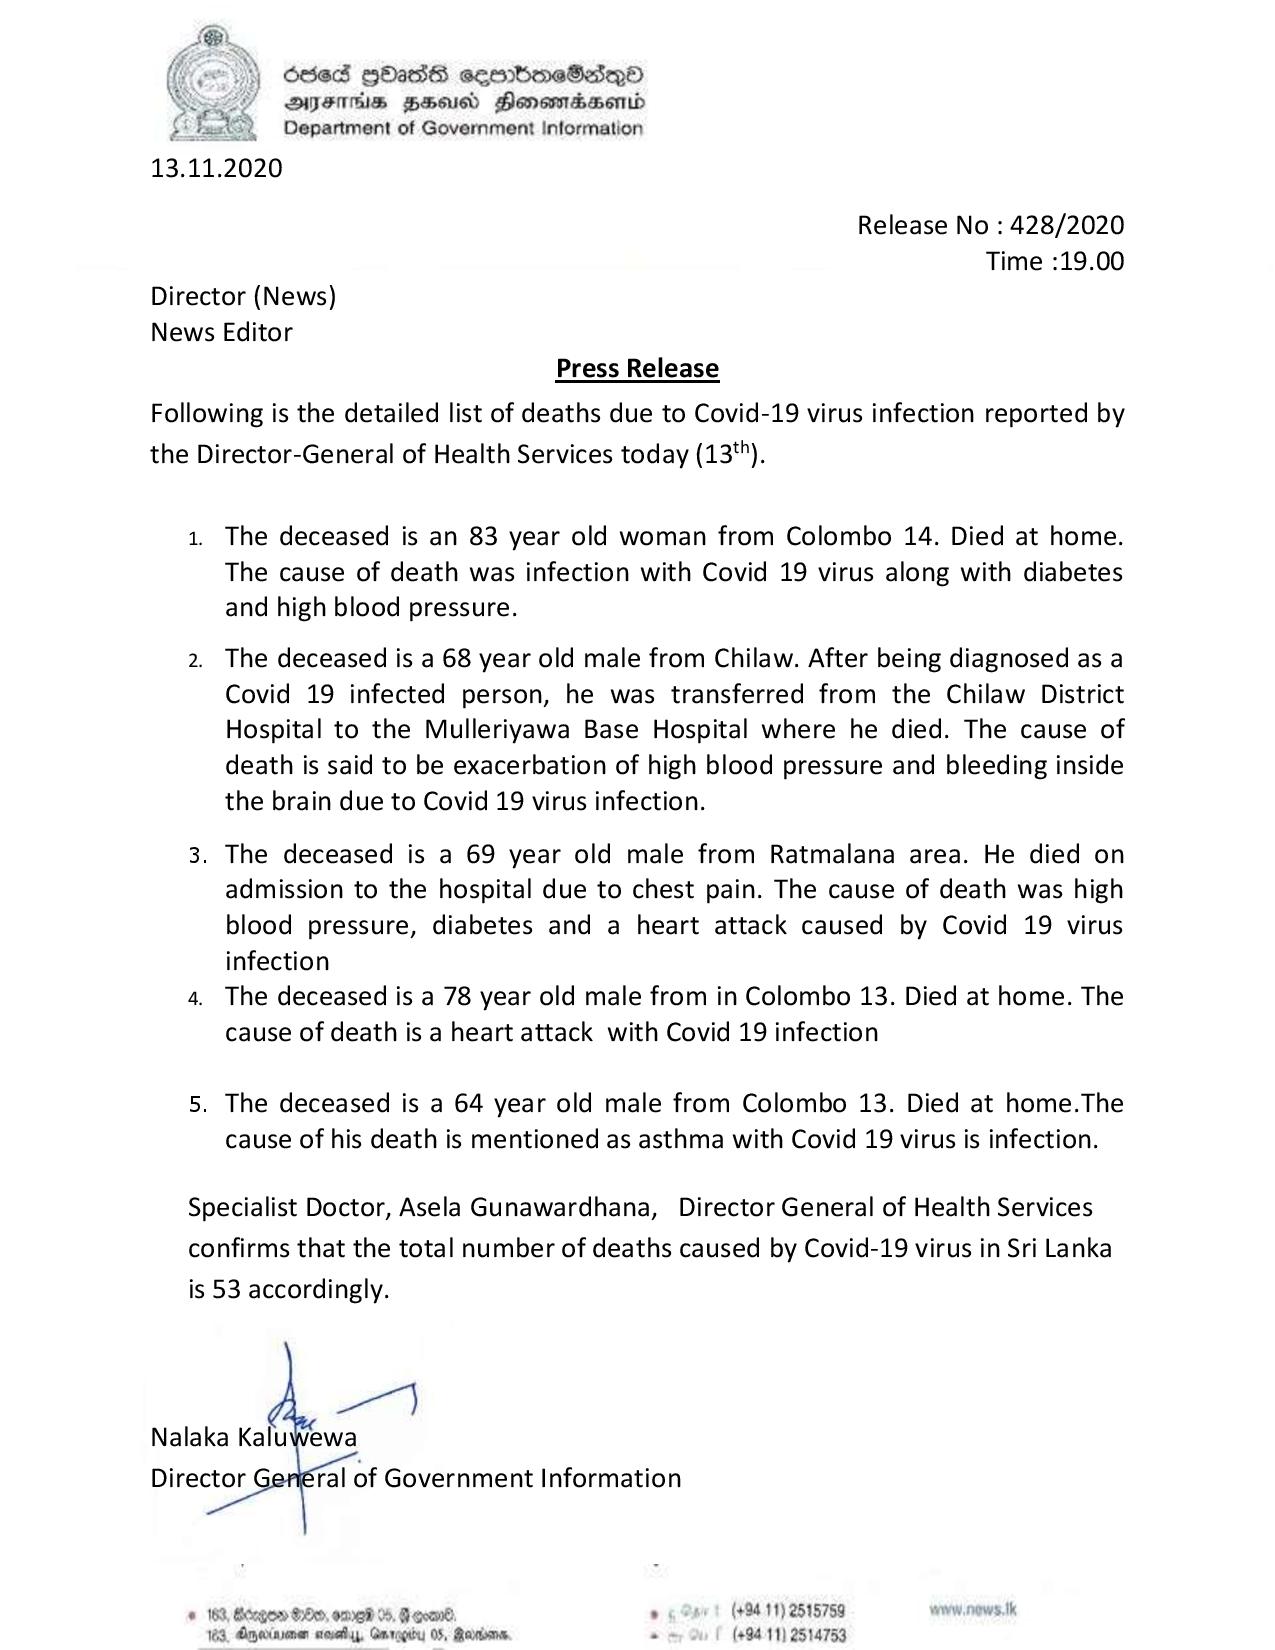 රජයේ ප්‍රවෘත්ති දෙපාර්තමේන්තුව
அரசாங்க தகவல் திணைக்களம்
Department of Government Information
13.11.2020
Release No : 428/2020
Time :19.00
Director (News)
News Editor
Press Release
Following is the detailed list of deaths due to Covid-19 virus infection reported by
the Director-General of Health Services today (13th).
1. The deceased is an 83 year old woman from Colombo 14. Died at home.
The cause of death was infection with Covid 19 virus along with diabetes
and high blood pressure.
2. The deceased is a 68 year old male from Chilaw. After being diagnosed as a
Covid 19 infected person, he was transferred from the Chilaw District
Hospital to the Mulleriyawa Base Hospital where he died. The cause of
death is said to be exacerbation of high blood pressure and bleeding inside
the brain due to Covid 19 virus infection.
3. The deceased is a 69 year old male from Ratmalana area. He died on
admission to the hospital due to chest pain. The cause of death was high
blood pressure, diabetes and a heart attack caused by Covid 19 virus
infection
4. The deceased is a 78 year old male from in Colombo 13. Died at home. The
cause of death is a heart attack with Covid 19 infection
5. The deceased is a 64 year old male from Colombo 13. Died at home.The
cause of his death is mentioned as asthma with Covid 19 virus is infection.
Specialist Doctor, Asela Gunawardhana, Director General of Health Services
confirms that the total number of deaths caused by Covid-19 virus in Sri Lanka
is 53 accordingly.
Nalaka Kaluwewa
Director General of Government Information
163, කිරුලපන මාවත, කොළඹ 05, ශ්‍රී ලංකාව.
163, கிருலப்பனை எவனியூ, கொழும்பு 05, இலங்கை.
(+94 11) 2515759
(+94 11) 2514753
www.news.lk